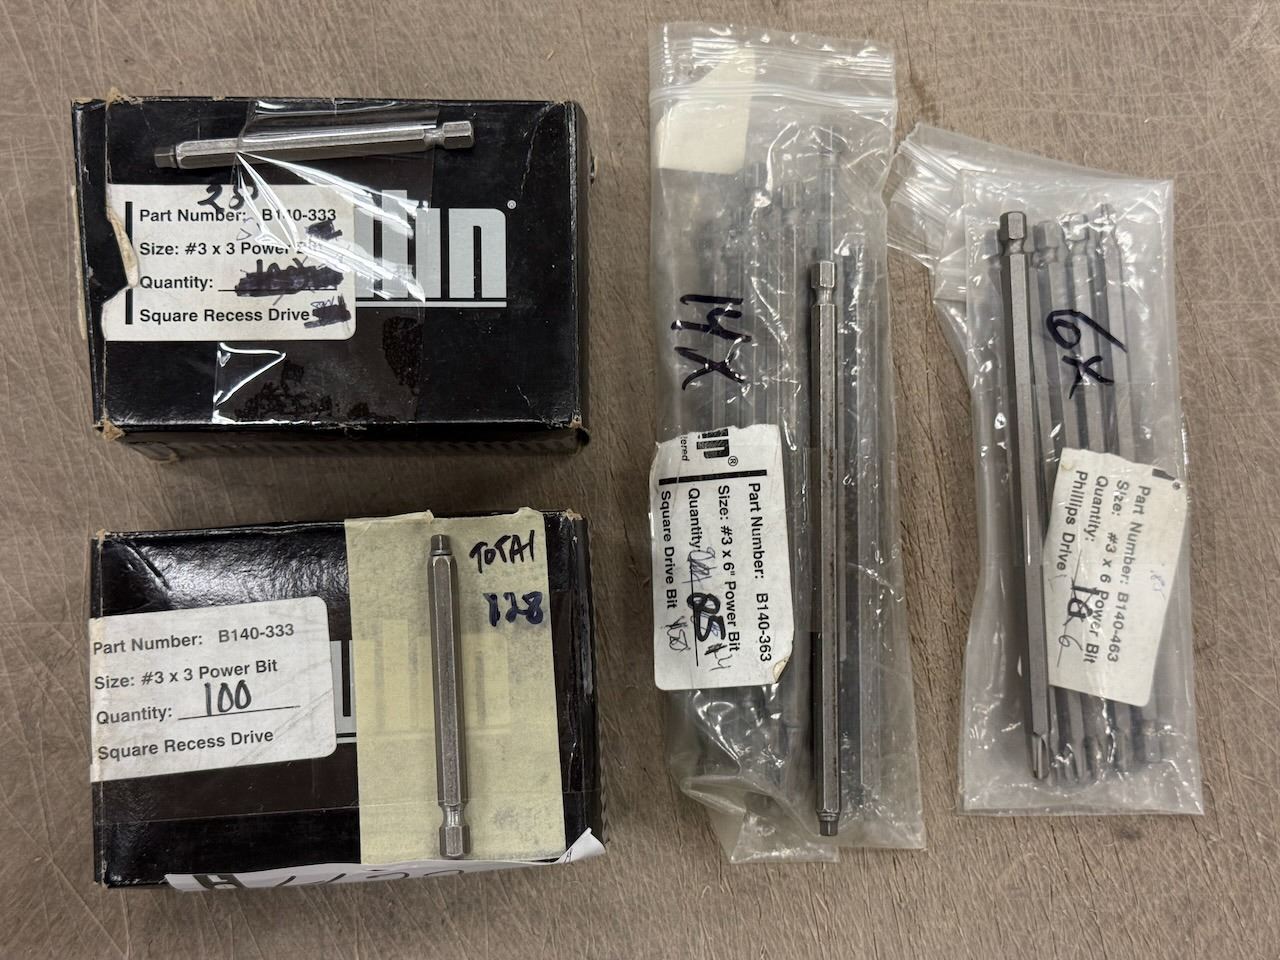 28
Part Number: B140-333
Size: #3 x 3 Power Bit
Quantity:
Square Recess Drive
®
TOTAl
128
Part Number: B140-333
Size: #3 x 3 Power Bit
Quantity: 100
Square Recess Drive
14X
®
Part Number: B140-363
Size: #3 x 6" Power Bit
Quantity: 85
Square Drive Bit
6X
Part Number: B140-463
Size: #3 x 6 Power Bit
Quantity: 18 6
Phillips Drive